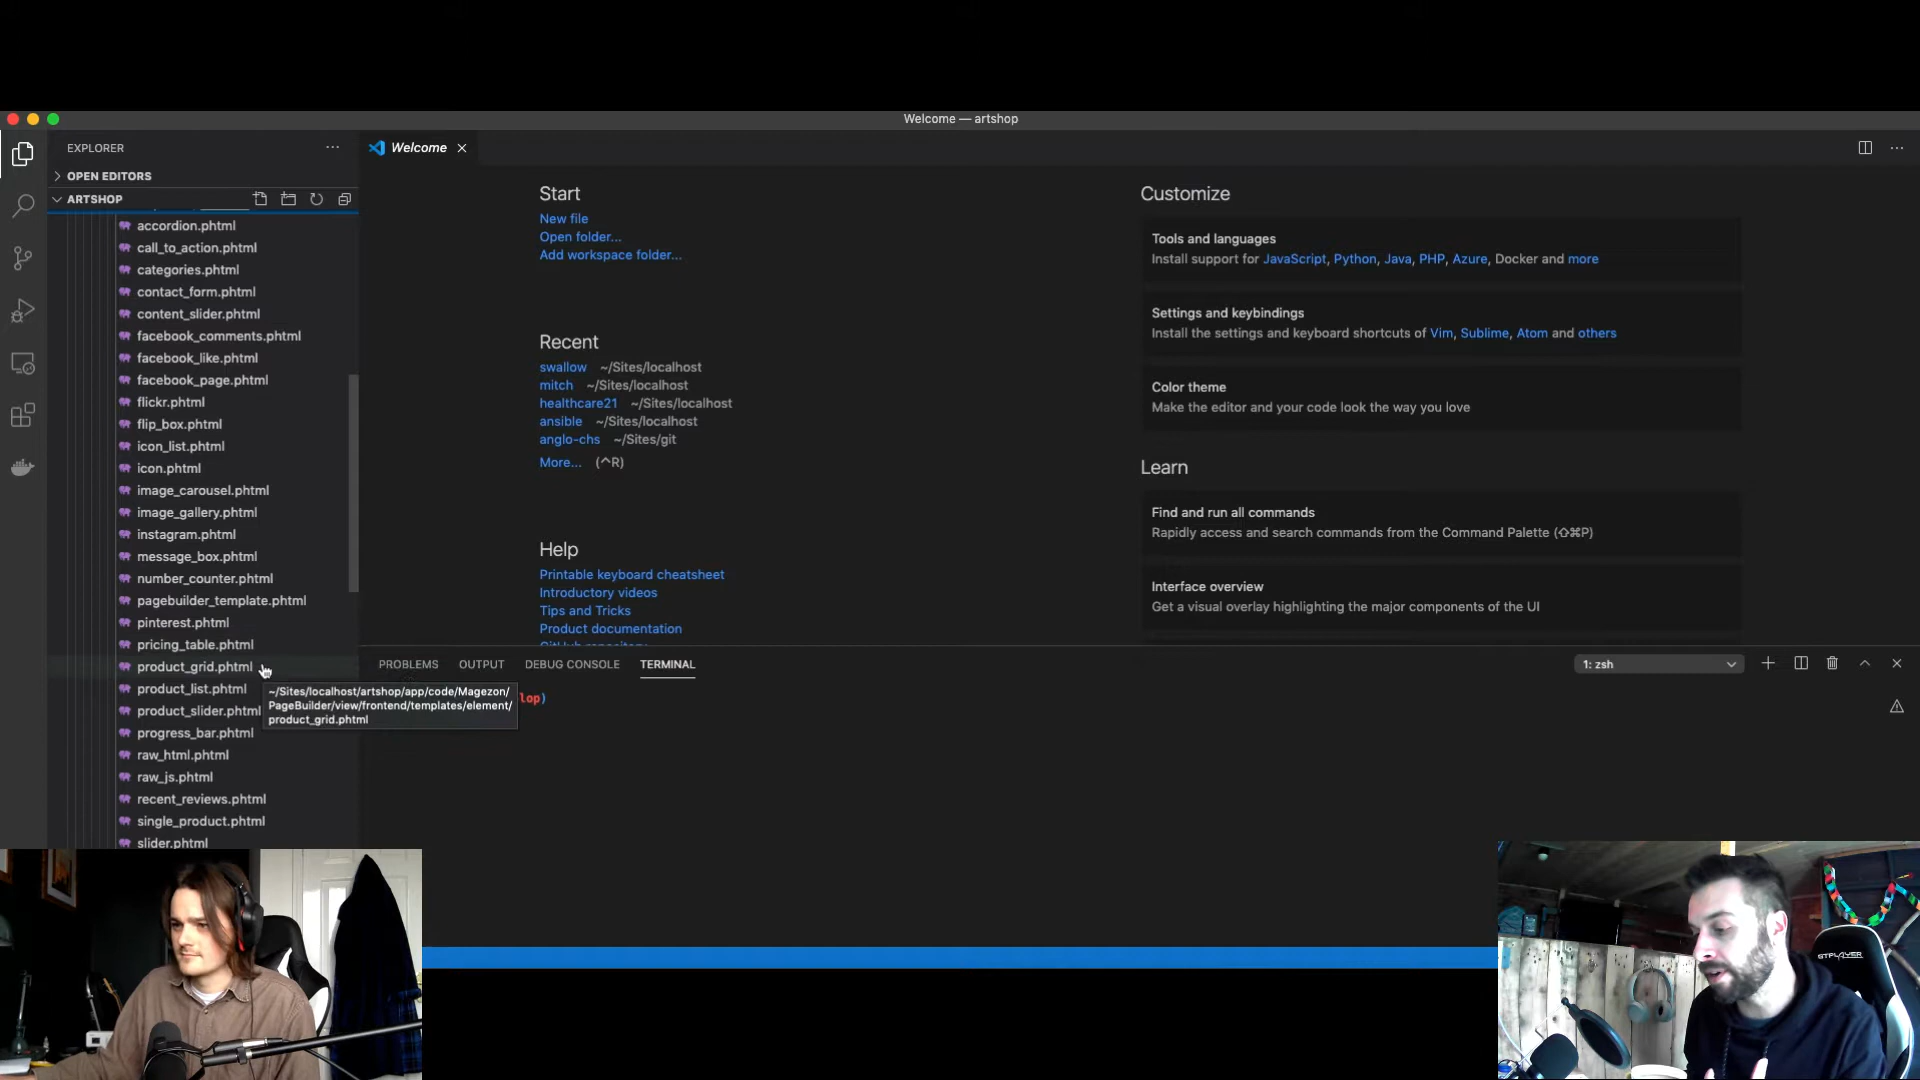 Welcome — artshop
EXPLORER
Welcome
OPEN EDITORS
ARTSHOP
accordion.phtml
call_to_action.phtml
categories.phtml
contact_form.phtml
content_slider.phtml
facebook_comments.phtml
facebook_like.phtml
facebook_page.phtml
flickr.phtml
flip_box.phtml
icon_list.phtml
icon.phtml
image_carousel.phtml
image_gallery.phtml
instagram.phtml
message_box.phtml
number_counter.phtml
pagebuilder_template.phtml
pinterest.phtml
pricing_table.phtml
product_grid.phtml
product_list.phtml
product_slider.phtml
progress_bar.phtml
raw_html.phtml
raw_js.phtml
recent_reviews.phtml
single_product.phtml
slider.phtml
~/Sites/localhost/artshop/app/code/Magezon/
PageBuilder/view/frontend/templates/element/
product_grid.phtml
Start
New file
Open folder...
Add workspace folder...
Recent
swallow ~/Sites/localhost
mitch ~/Sites/localhost
healthcare21 ~/Sites/localhost
ansible ~/Sites/localhost
anglo-chs ~/Sites/git
More... (^R)
Help
Printable keyboard cheatsheet
Introductory videos
Tips and Tricks
Product documentation
GitHub repository
Customize
Tools and languages
Install support for JavaScript, Python, Java, PHP, Azure, Docker and more
Settings and keybindings
Install the settings and keyboard shortcuts of Vim, Sublime, Atom and others
Color theme
Make the editor and your code look the way you love
Learn
Find and run all commands
Rapidly access and search commands from the Command Palette (⇧⌘P)
Interface overview
Get a visual overlay highlighting the major components of the UI
PROBLEMS OUTPUT DEBUG CONSOLE TERMINAL
1: zsh
lop)
STPLAYER